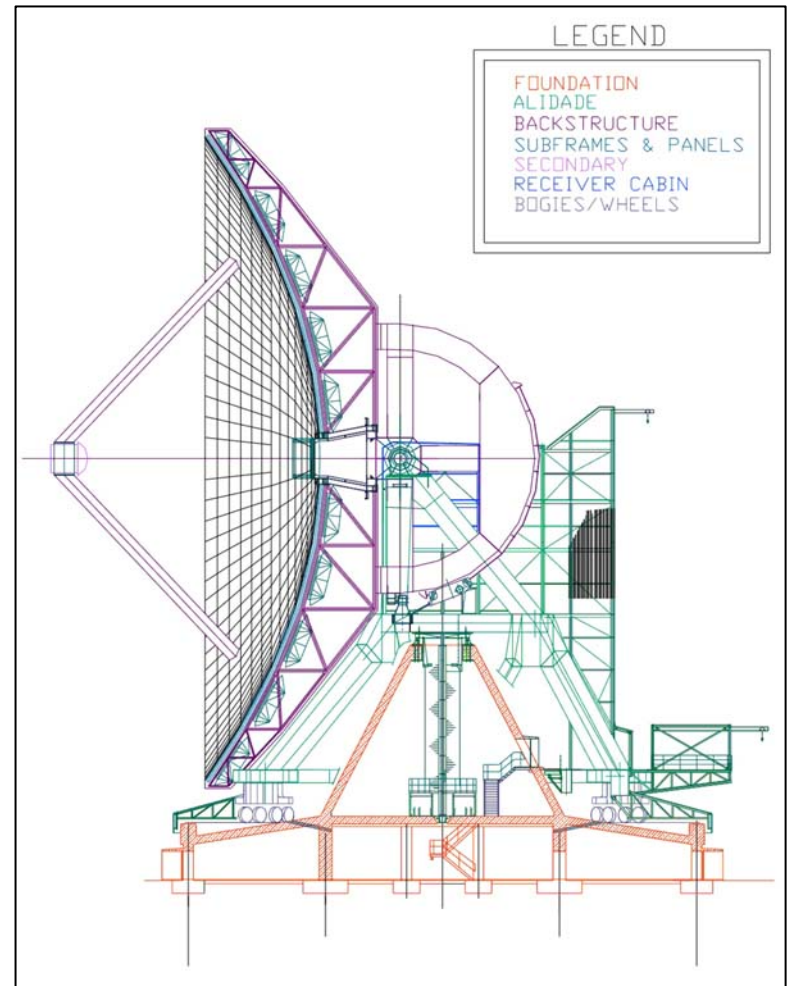 LEGEND
FOUNDATION
ALIDADE
BACKSTRUCTURE
SUBFRAMES & PANELS
SECONDARY
RECEIVER CABIN
BOGIES/WHEELS